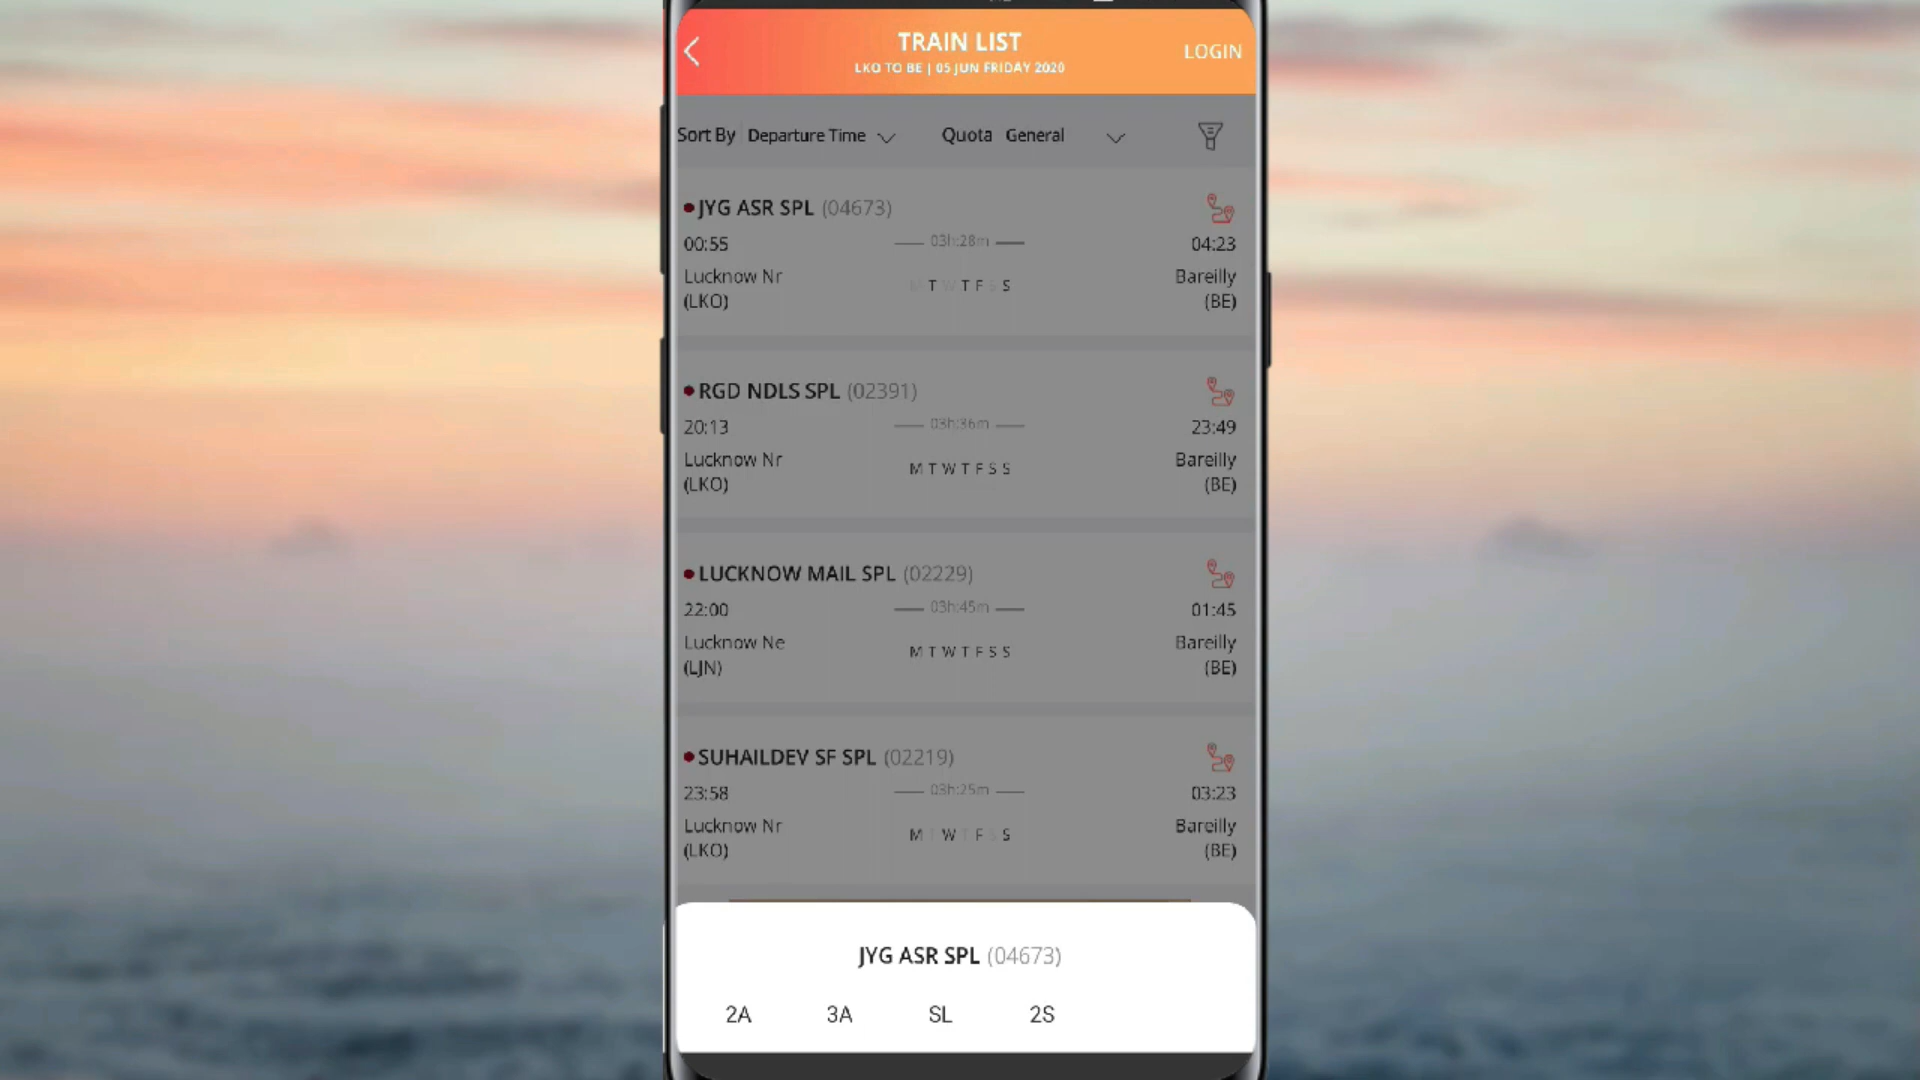 TRAIN LIST
LOGIN
LKO TO BE | 05 JUN FRIDAY 2020
Sort By Departure Time Quota General
JYG ASR SPL (04673)
00:55 03h:28m 04:23
Lucknow Nr Bareilly
M T W T F S S
(LKO) (BE)
RGD NDLS SPL (02391)
20:13 03h:36m 23:49
Lucknow Nr Bareilly
M T W T F S S
(LKO) (BE)
LUCKNOW MAIL SPL (02229)
22:00 03h:45m 01:45
Lucknow Ne Bareilly
M T W T F S S
(LJN) (BE)
SUHAILDEV SF SPL (02219)
23:58 03h:25m 03:23
Lucknow Nr Bareilly
M T W T F S S
(LKO) (BE)
JYG ASR SPL (04673)
2A 3A SL 2S